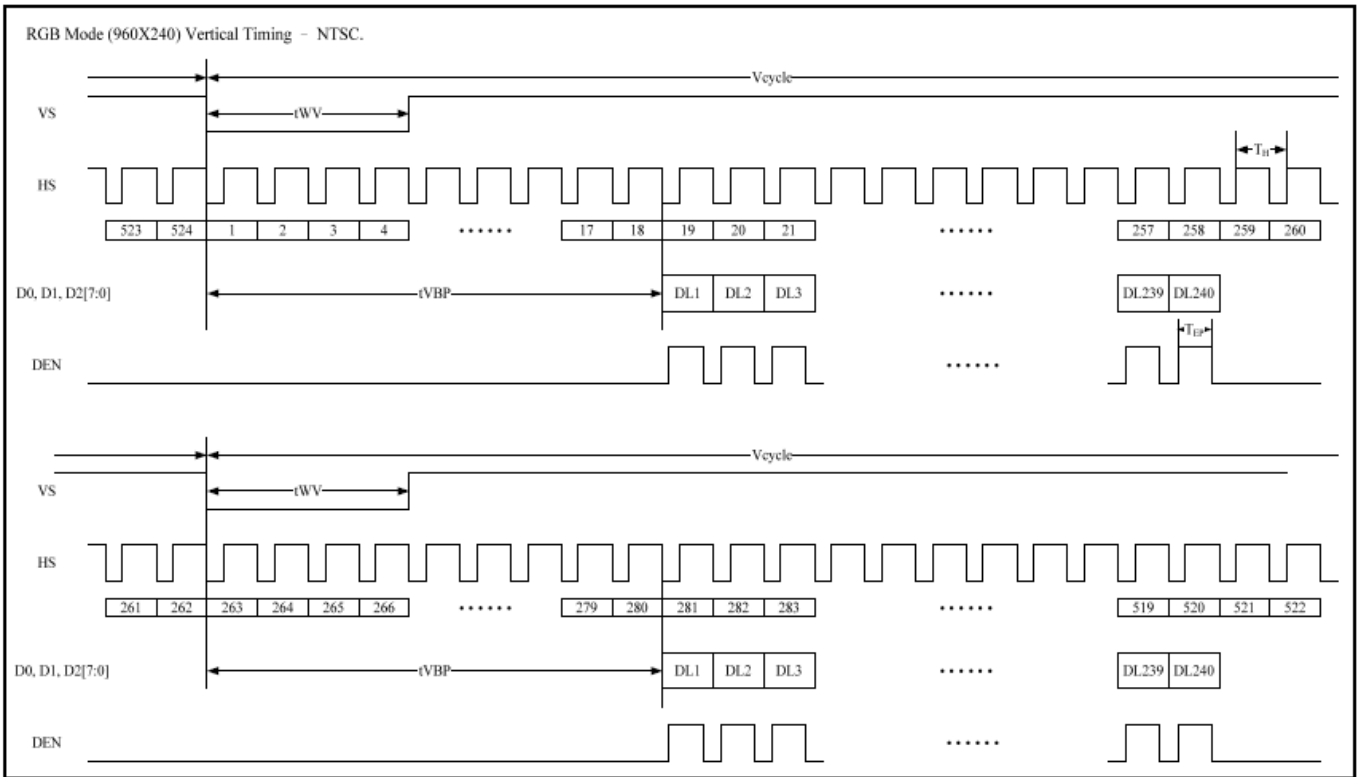 RGB Mode (960X240) Vertical Timing – NTSC.
Vcycle
VS
tWV
TH
HS
523 524 1 2 3 4 ...... 17 18 19 20 21 ...... 257 258 259 260
D0, D1, D2[7:0]
tVBP
DL1 DL2 DL3 ...... DL239 DL240
TEP
DEN
......
Vcycle
VS
tWV
HS
261 262 263 264 265 266 ...... 279 280 281 282 283 ...... 519 520 521 522
D0, D1, D2[7:0]
tVBP
DL1 DL2 DL3 ...... DL239 DL240
DEN
......